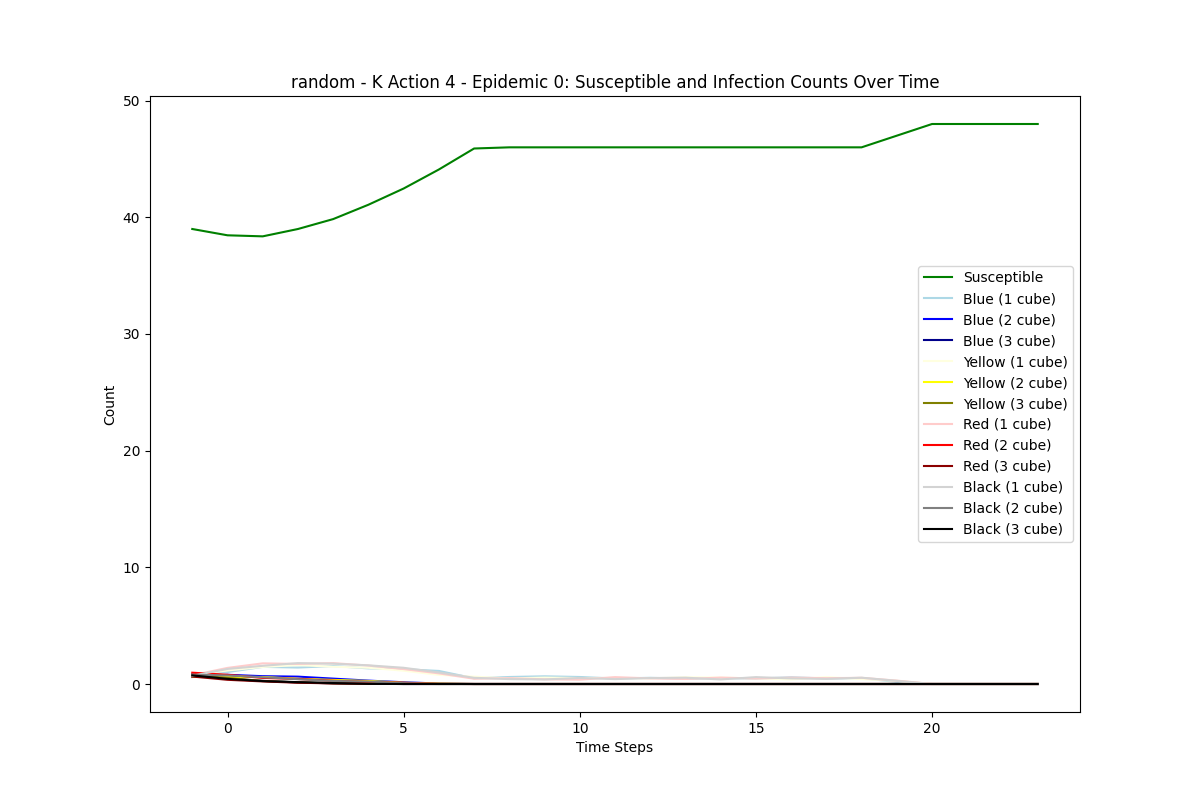 random - K Action 4 - Epidemic 0: Susceptible and Infection Counts Over Time
50
40
30
20
10
0
Count
Susceptible
Blue (1 cube)
Blue (2 cube)
Blue (3 cube)
Yellow (1 cube)
Yellow (2 cube)
Yellow (3 cube)
Red (1 cube)
Red (2 cube)
Red (3 cube)
Black (1 cube)
Black (2 cube)
Black (3 cube)
0 5 10 15 20
Time Steps